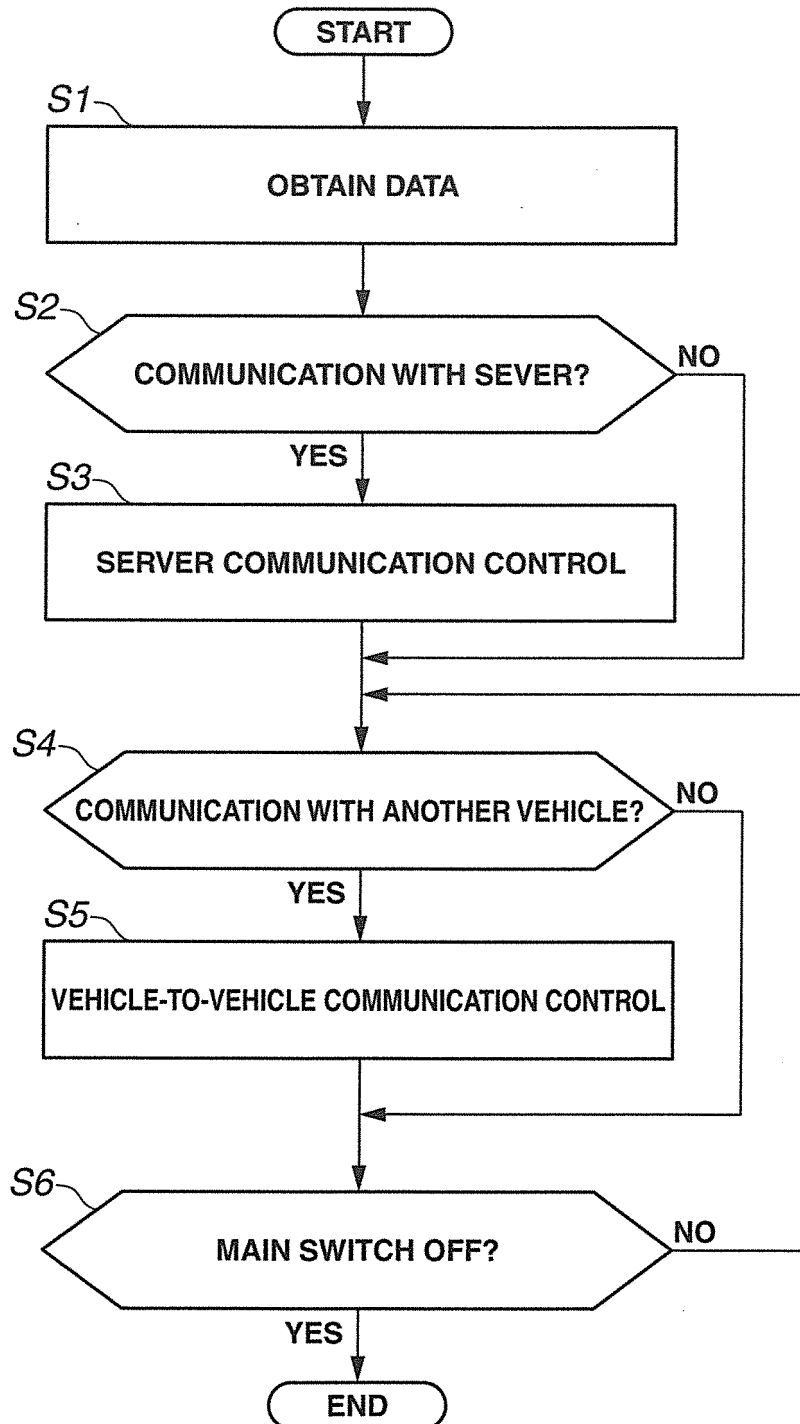 START
S1
OBTAIN DATA
S2
COMMUNICATION WITH SEVER?
NO
YES
S3
SERVER COMMUNICATION CONTROL
S4
COMMUNICATION WITH ANOTHER VEHICLE?
NO
YES
S5
VEHICLE-TO-VEHICLE COMMUNICATION CONTROL
S6
MAIN SWITCH OFF?
NO
YES
END